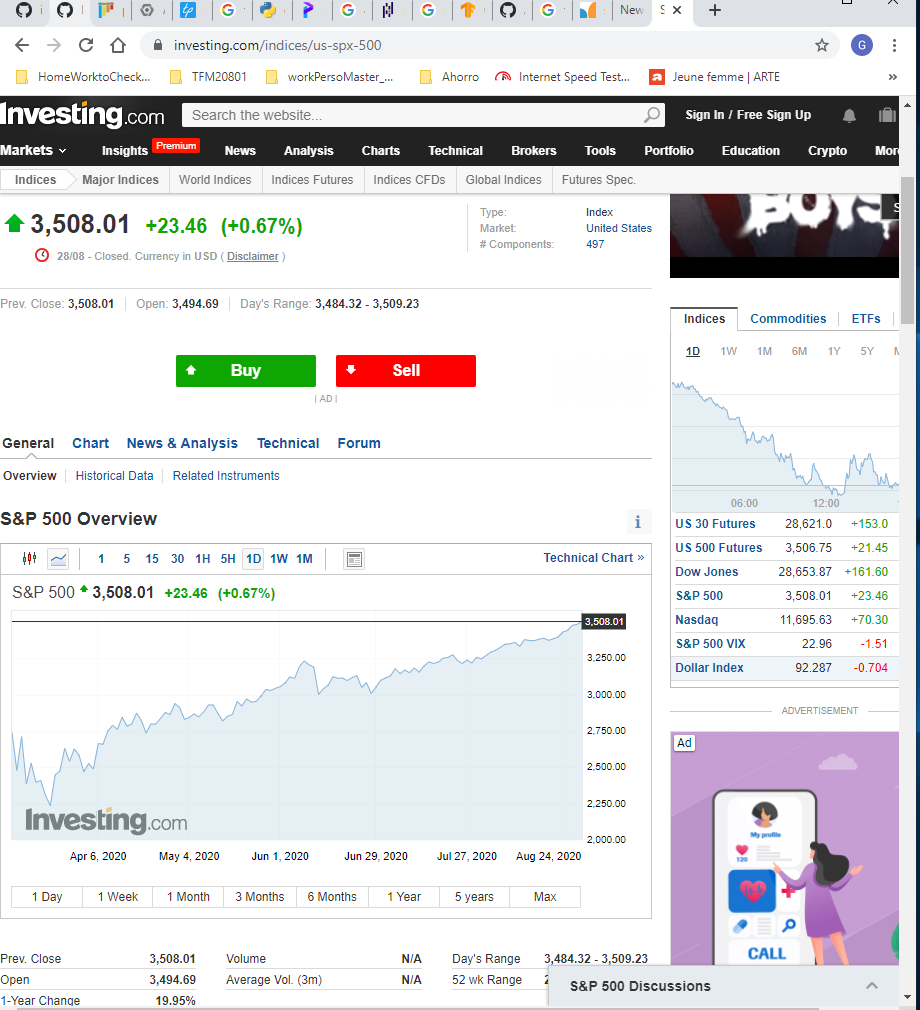 New
S
investing.com/indices/us-spx-500
G
HomeWorktoCheck...
TFM20801
workPersoMaster_...
Ahorro
Internet Speed Test...
Jeune femme | ARTE
»
Investing.com
Search the website...
Sign In / Free Sign Up
Markets
Insights
Premium
News
Analysis
Charts
Technical
Brokers
Tools
Portfolio
Education
Crypto
More
Indices
Major Indices
World Indices
Indices Futures
Indices CFDs
Global Indices
Futures Spec.
3,508.01 +23.46 (+0.67%)
28/08 - Closed. Currency in USD ( Disclaimer )
Type: Index
Market: United States
# Components: 497
BOYS
S
Prev. Close: 3,508.01
Open: 3,494.69
Day's Range: 3,484.32 - 3,509.23
Buy
Sell
| AD |
General
Chart
News & Analysis
Technical
Forum
Overview
Historical Data
Related Instruments
S&P 500 Overview
i
1 5 15 30 1H 5H 1D 1W 1M
Technical Chart »
S&P 500 3,508.01 +23.46 (+0.67%)
3,508.01
3,250.00
3,000.00
2,750.00
2,500.00
2,250.00
2,000.00
Investing.com
Apr 6, 2020
May 4, 2020
Jun 1, 2020
Jun 29, 2020
Jul 27, 2020
Aug 24, 2020
1 Day
1 Week
1 Month
3 Months
6 Months
1 Year
5 years
Max
Prev. Close 3,508.01
Volume N/A
Day's Range 3,484.32 - 3,509.23
Open 3,494.69
Average Vol. (3m) N/A
52 wk Range
1-Year Change 19.95%
Indices
Commodities
ETFs
1D 1W 1M 6M 1Y 5Y M
06:00
12:00
US 30 Futures 28,621.0 +153.0
US 500 Futures 3,506.75 +21.45
Dow Jones 28,653.87 +161.60
S&P 500 3,508.01 +23.46
Nasdaq 11,695.63 +70.30
S&P 500 VIX 22.96 -1.51
Dollar Index 92.287 -0.704
ADVERTISEMENT
Ad
My profile
120
CALL
S&P 500 Discussions